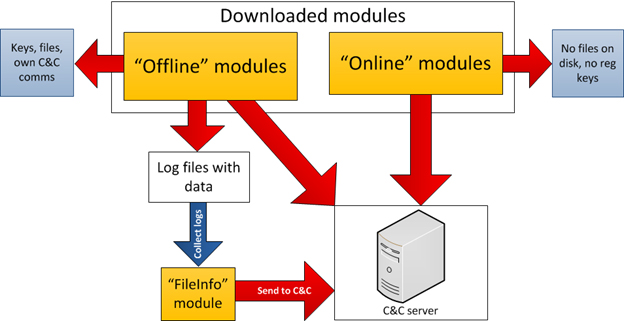 Downloaded modules
Keys, files,
own C&C
comms
“Offline” modules
“Online” modules
No files on
disk, no reg
keys
Log files with
data
Collect logs
“FileInfo”
module
Send to C&C
C&C server